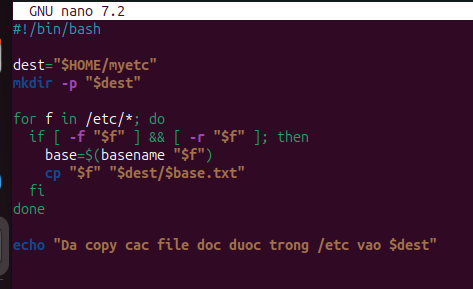 GNU nano 7.2
#!/bin/bash
dest="$HOME/myetc"
mkdir -p "$dest"
for f in /etc/*; do
if [ -f "$f" ] && [ -r "$f" ]; then
base=$(basename "$f")
cp "$f" "$dest/$base.txt"
fi
done
echo "Da copy cac file doc duoc trong /etc vao $dest"